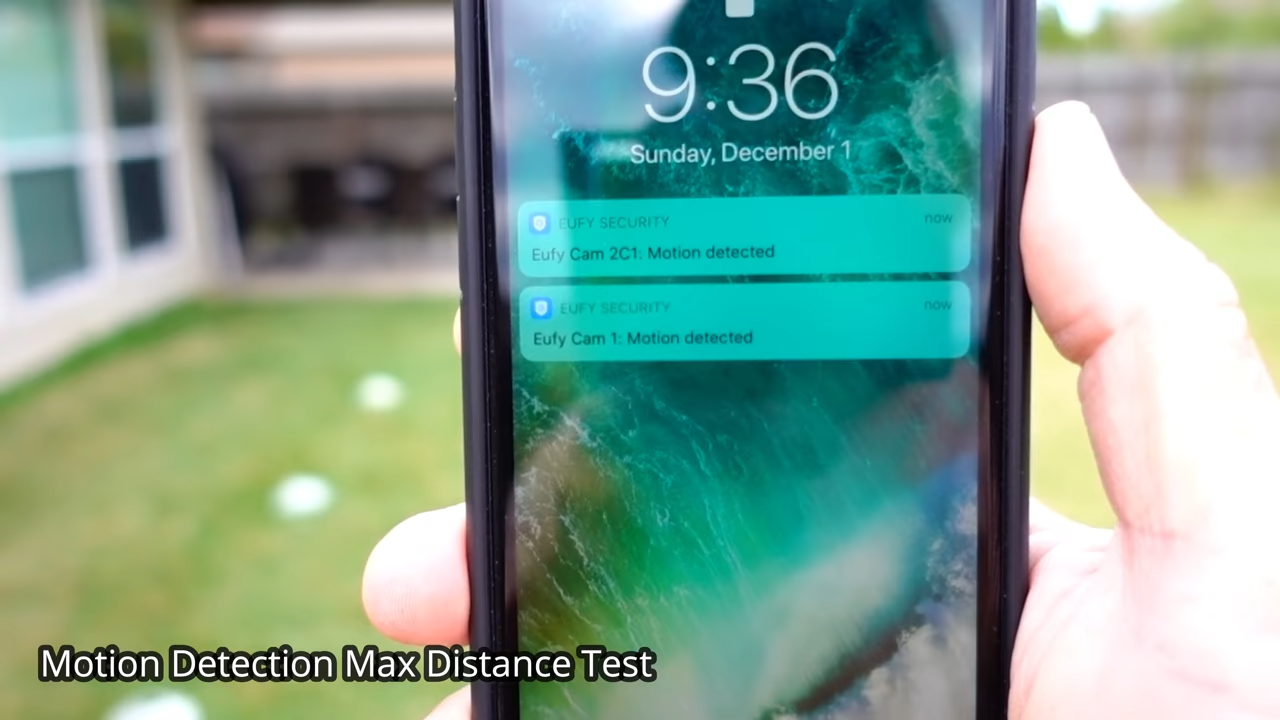 9:36
Sunday, December 1
EUFY SECURITY now
Eufy Cam 2C1: Motion detected
EUFY SECURITY now
Eufy Cam 1: Motion detected
Motion Detection Max Distance Test